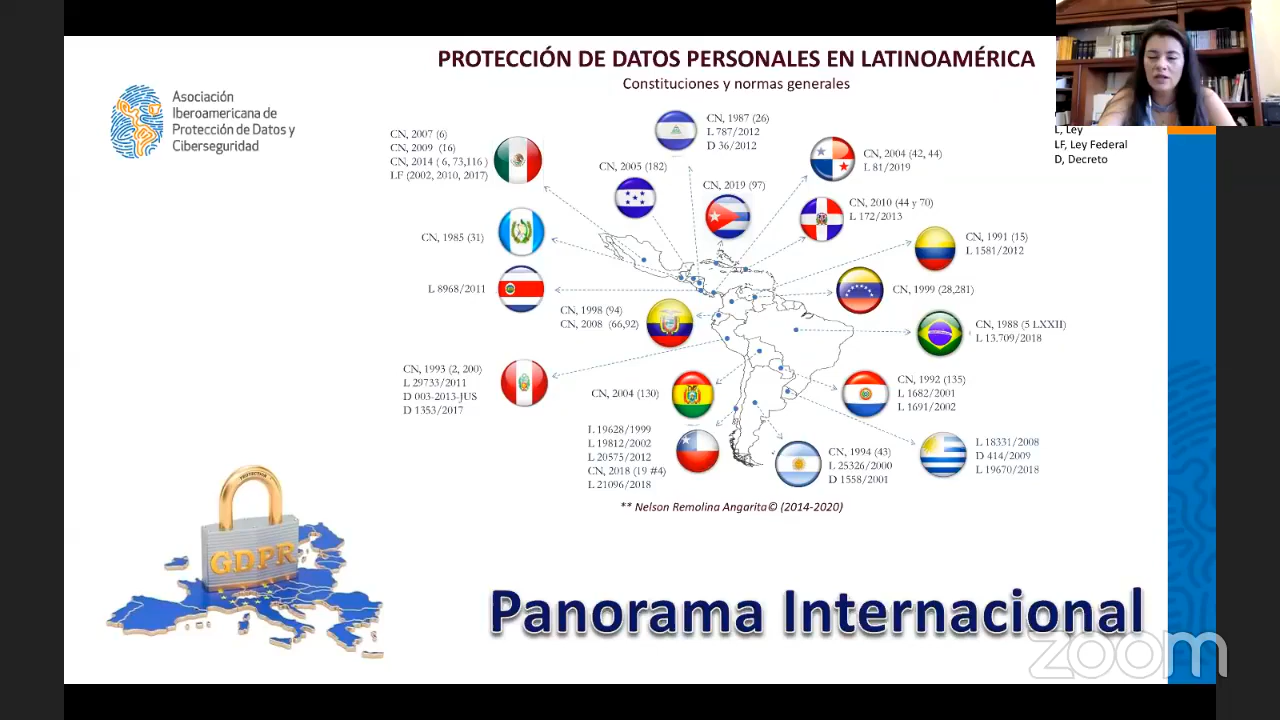 PROTECCIÓN DE DATOS PERSONALES EN LATINOAMÉRICA
Constituciones y normas generales
Asociación
Iberoamericana de
Protección de Datos y
Ciberseguridad
L, Ley
LF, Ley Federal
D, Decreto
CN, 2007 (6)
CN, 2009 (16)
CN, 2014 ( 6, 73,116 )
LF (2002, 2010, 2017)
CN, 1987 (26)
L 787/2012
D 36/2012
CN, 2005 (182)
CN, 2004 (42, 44)
L 81/2019
CN, 2019 (97)
CN, 2010 (44 y 70)
L 172/2013
CN, 1985 (31)
CN, 1991 (15)
L 1581/2012
L 8968/2011
CN, 1999 (28,281)
CN, 1998 (94)
CN, 2008 (66,92)
CN, 1988 (5 LXXII)
L 13.709/2018
CN, 1993 (2, 200)
L 29733/2011
D 003-2013-JUS
D 1353/2017
CN, 2004 (130)
CN, 1992 (135)
L 1682/2001
L 1691/2002
L 19628/1999
L 19812/2002
L 20575/2012
CN, 2018 (19 #4)
L 21096/2018
CN, 1994 (43)
L 25326/2000
D 1558/2001
L 18331/2008
D 414/2009
L 19670/2018
** Nelson Remolina Angarita© (2014-2020)
GDPR
Panorama Internacional
zoom